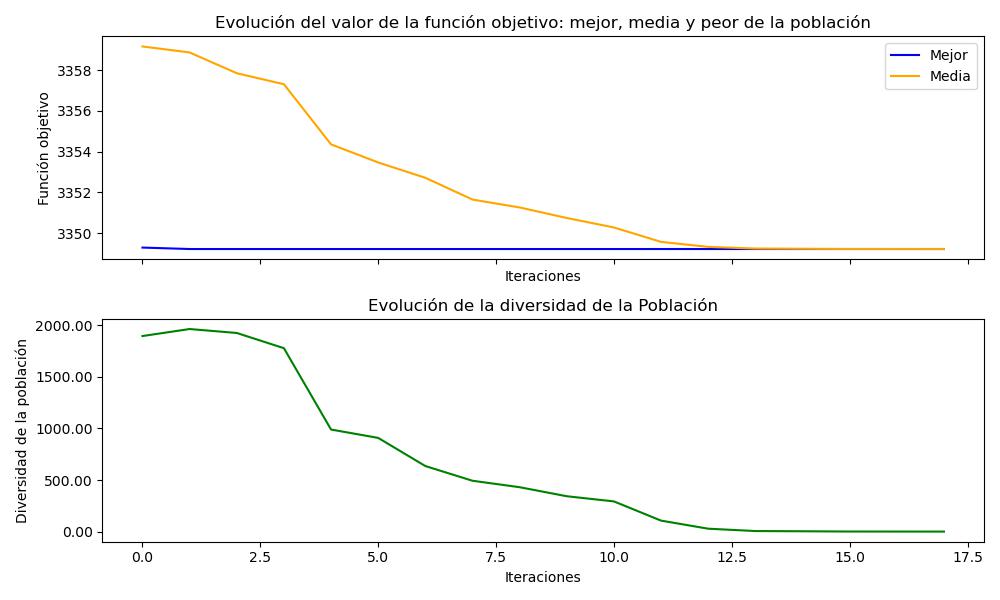 Evolución del valor de la función objetivo: mejor, media y peor de la población
Función objetivo
3358
3356
3354
3352
3350
Mejor
Media
Iteraciones
Evolución de la diversidad de la Población
Diversidad de la población
2000.00
1500.00
1000.00
500.00
0.00
0.0 2.5 5.0 7.5 10.0 12.5 15.0 17.5
Iteraciones